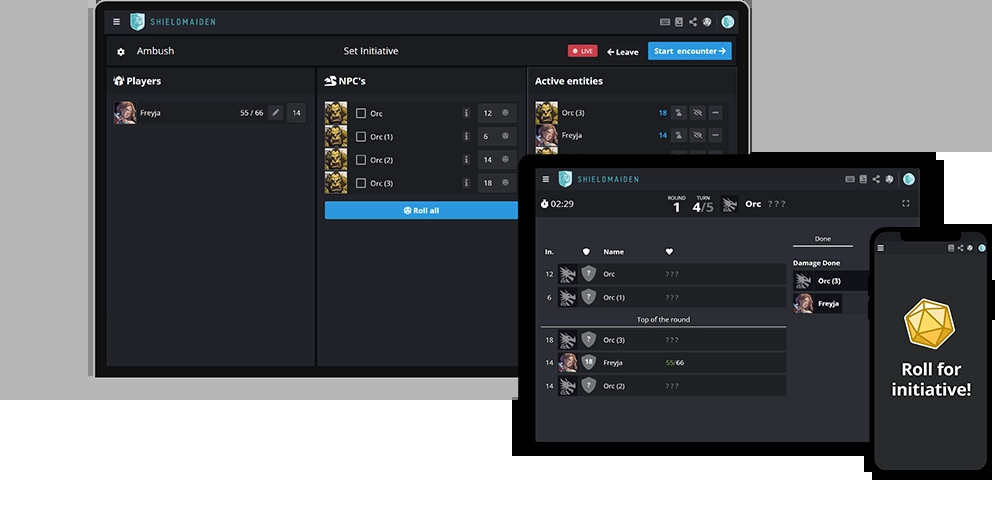 SHIELDMAIDEN
Ambush
Set Initiative
LIVE
Leave
Start encounter
Players
Freyja
55 / 66
14
NPC's
Orc
12
Orc (1)
6
Orc (2)
14
Orc (3)
18
Roll all
Active entities
Orc (3)
18
Freyja
14
SHIELDMAIDEN
02:29
ROUND
1
TURN
4/5
Orc ???
In.
Name
12 ? Orc ???
6 ? Orc (1) ???
Top of the round
18 ? Orc (3) ???
14 18 Freyja 55/66
14 ? Orc (2) ???
Done
Damage Done
Orc (3)
Freyja
Roll for
initiative!